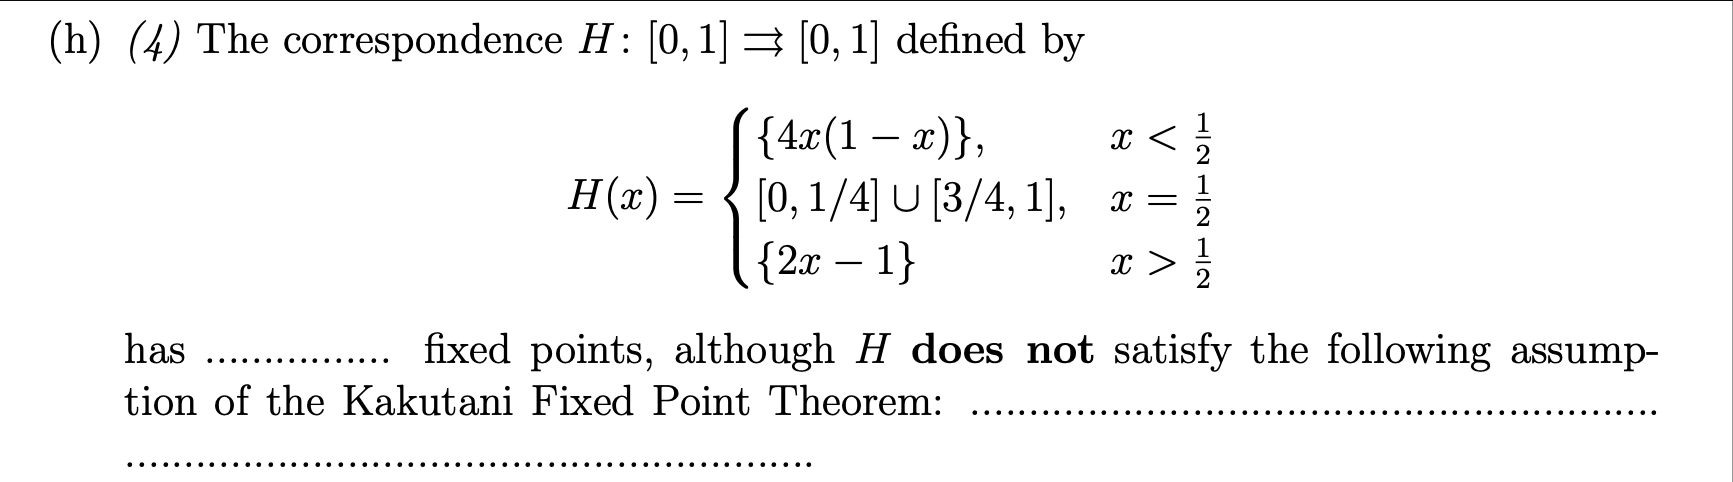 (h) (4) The correspondence H: [0, 1] ⇉ [0, 1] defined by
H(x) = { {4x(1 − x)}, x < 1/2
[0, 1/4] ∪ [3/4, 1], x = 1/2
{2x − 1} x > 1/2
has ................ fixed points, although H does not satisfy the following assump-
tion of the Kakutani Fixed Point Theorem: ...........................................................
...........................................................